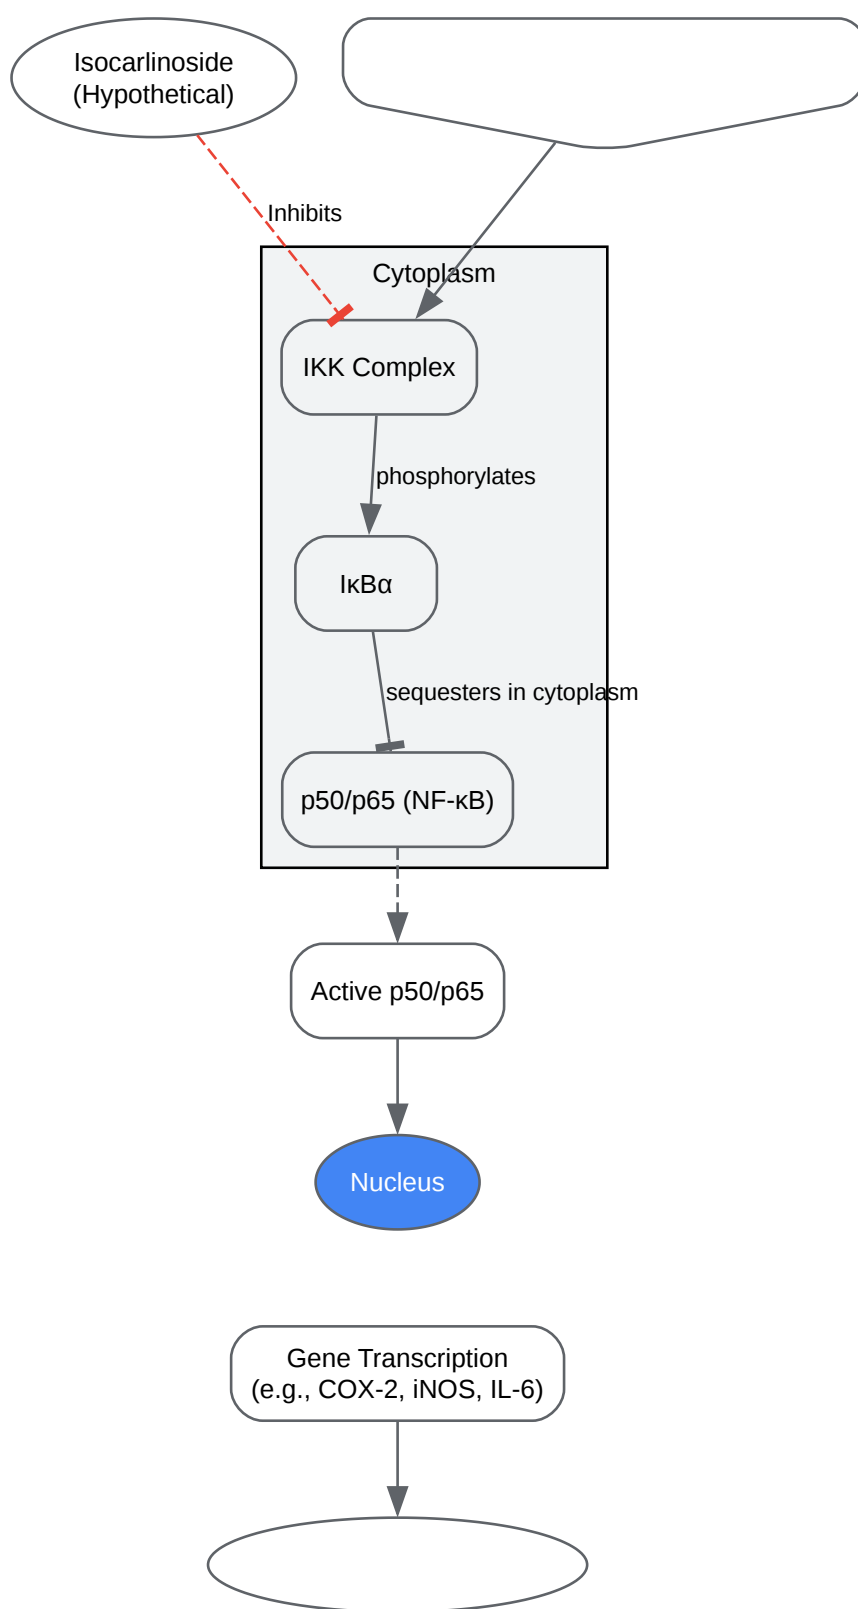 Isocarlinoside
(Hypothetical)
Inhibits
Cytoplasm
IKK Complex
phosphorylates
IκBα
sequesters in cytoplasm
p50/p65 (NF-κB)
Active p50/p65
Nucleus
Gene Transcription
(e.g., COX-2, iNOS, IL-6)